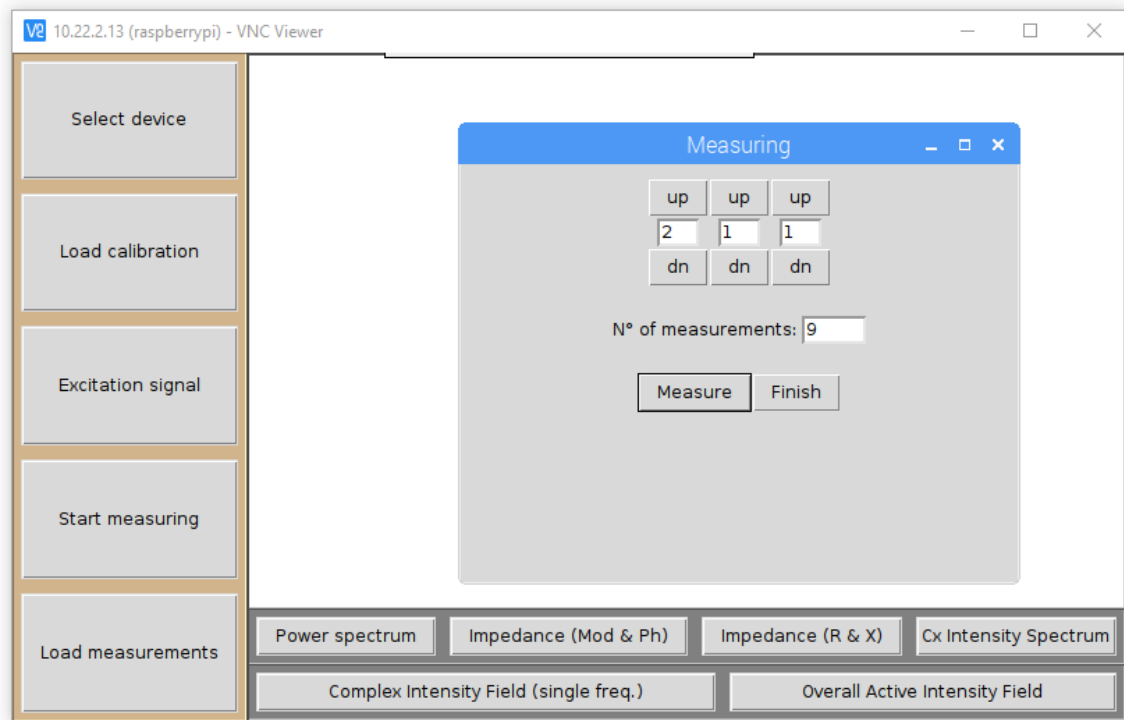 VQ 10.22.2.13 (raspberrypi) - VNC Viewer
Select device
Load calibration
Excitation signal
Start measuring
Load measurements
Measuring
up up up
2 1 1
dn dn dn
N° of measurements: 9
Measure Finish
Power spectrum Impedance (Mod & Ph) Impedance (R & X) Cx Intensity Spectrum
Complex Intensity Field (single freq.) Overall Active Intensity Field